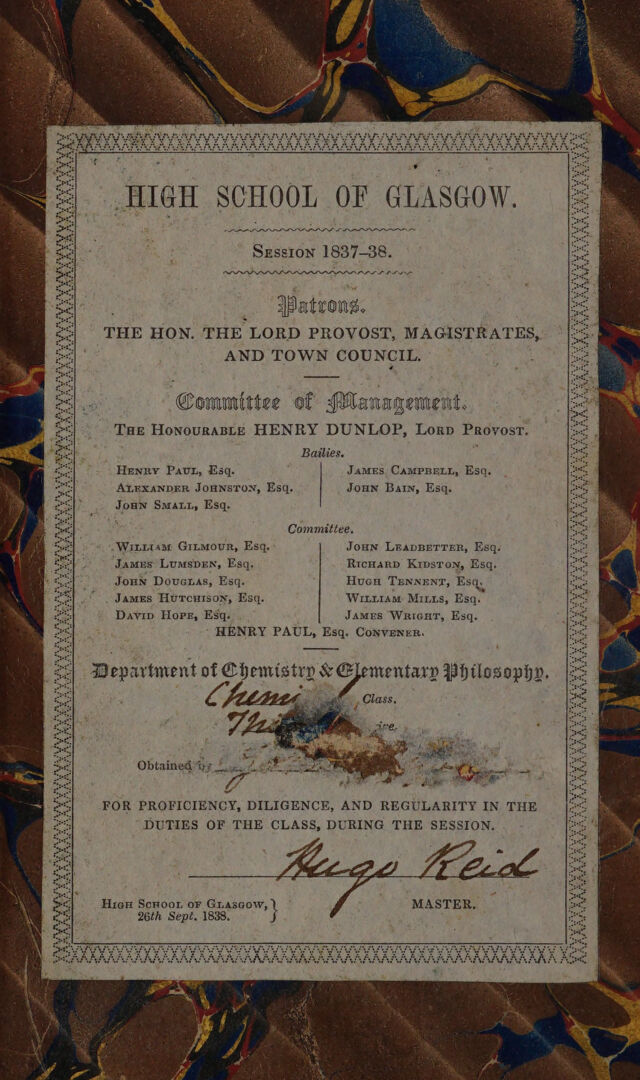 HIGH SCHOOL OF GLASGOW.
SESSION 1837–38.
Patrons.
THE HON. THE LORD PROVOST, MAGISTRATES,
AND TOWN COUNCIL.
Committee of Management.
THE HONOURABLE HENRY DUNLOP, LORD PROVOST.
Bailies.
HENRY PAUL, Esq. JAMES CAMPBELL, Esq.
ALEXANDER JOHNSTON, Esq. JOHN BAIN, Esq.
JOHN SMALL, Esq.
Committee.
WILLIAM GILMOUR, Esq. JOHN LEADBETTER, Esq.
JAMES LUMSDEN, Esq. RICHARD KIDSTON, Esq.
JOHN DOUGLAS, Esq. HUGH TENNENT, Esq.
JAMES HUTCHISON, Esq. WILLIAM MILLS, Esq.
DAVID HOPE, Esq. JAMES WRIGHT, Esq.
HENRY PAUL, Esq. CONVENER.
Department of Chemistry & Elementary Philosophy.
Class.
Obtained by
FOR PROFICIENCY, DILIGENCE, AND REGULARITY IN THE
DUTIES OF THE CLASS, DURING THE SESSION.
Hugo Reid
HIGH SCHOOL OF GLASGOW, MASTER.
26th Sept. 1838.